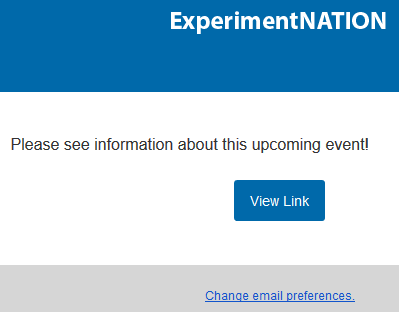 ExperimentNATION
Please see information about this upcoming event!
View Link
Change email preferences.